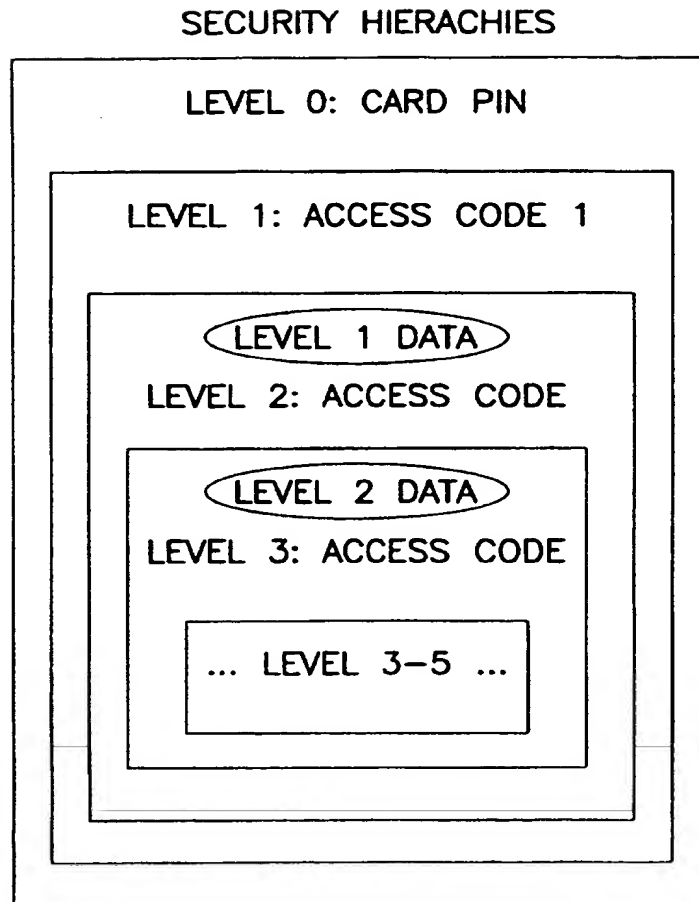 SECURITY HIERACHIES
LEVEL 0: CARD PIN
LEVEL 1: ACCESS CODE 1
LEVEL 1 DATA
LEVEL 2: ACCESS CODE
LEVEL 2 DATA
LEVEL 3: ACCESS CODE
... LEVEL 3-5 ...